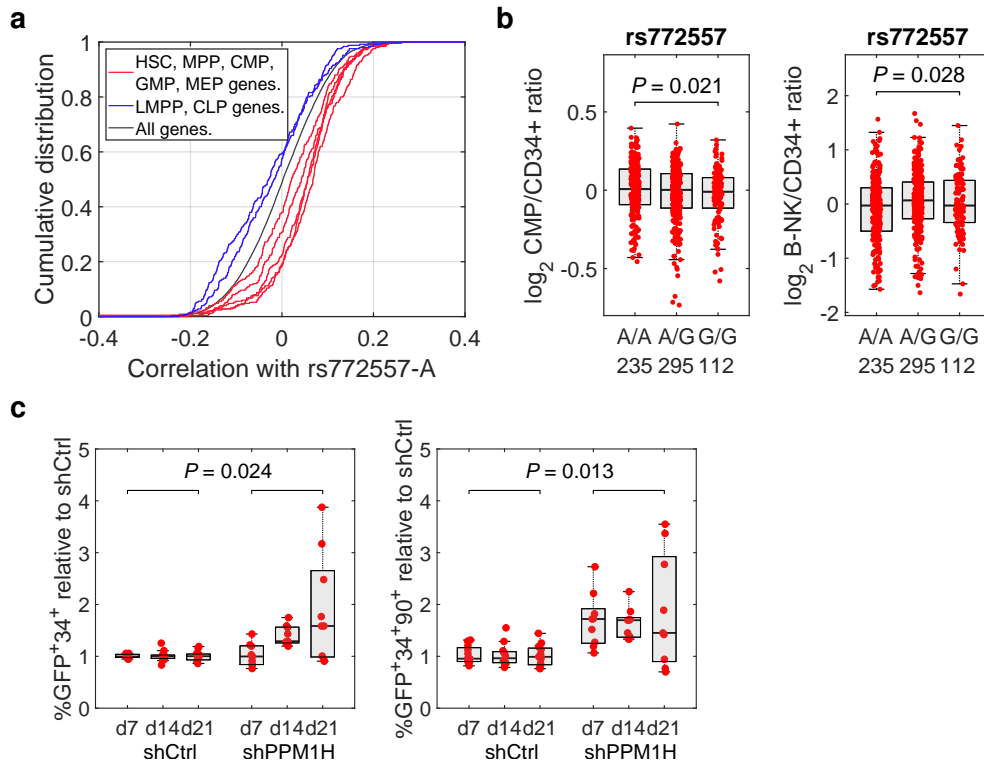 a
1
0.8
0.6
0.4
0.2
0
Cumulative distribution
HSC, MPP, CMP,
GMP, MEP genes.
LMPP, CLP genes.
All genes.
-0.4
-0.2
0
0.2
0.4
Correlation with rs772557-A
b
rs772557
P = 0.021
log2 CMP/CD34+ ratio
0.5
0
-0.5
A/A A/G G/G
235 295 112
rs772557
P = 0.028
log2 B-NK/CD34+ ratio
2
1
0
-1
-2
A/A A/G G/G
235 295 112
c
P = 0.024
%GFP+34+ relative to shCtrl
5
4
3
2
1
0
d7 d14 d21 d7 d14 d21
shCtrl shPPM1H
P = 0.013
%GFP+34+90+ relative to shCtrl
5
4
3
2
1
0
d7 d14 d21 d7 d14 d21
shCtrl shPPM1H